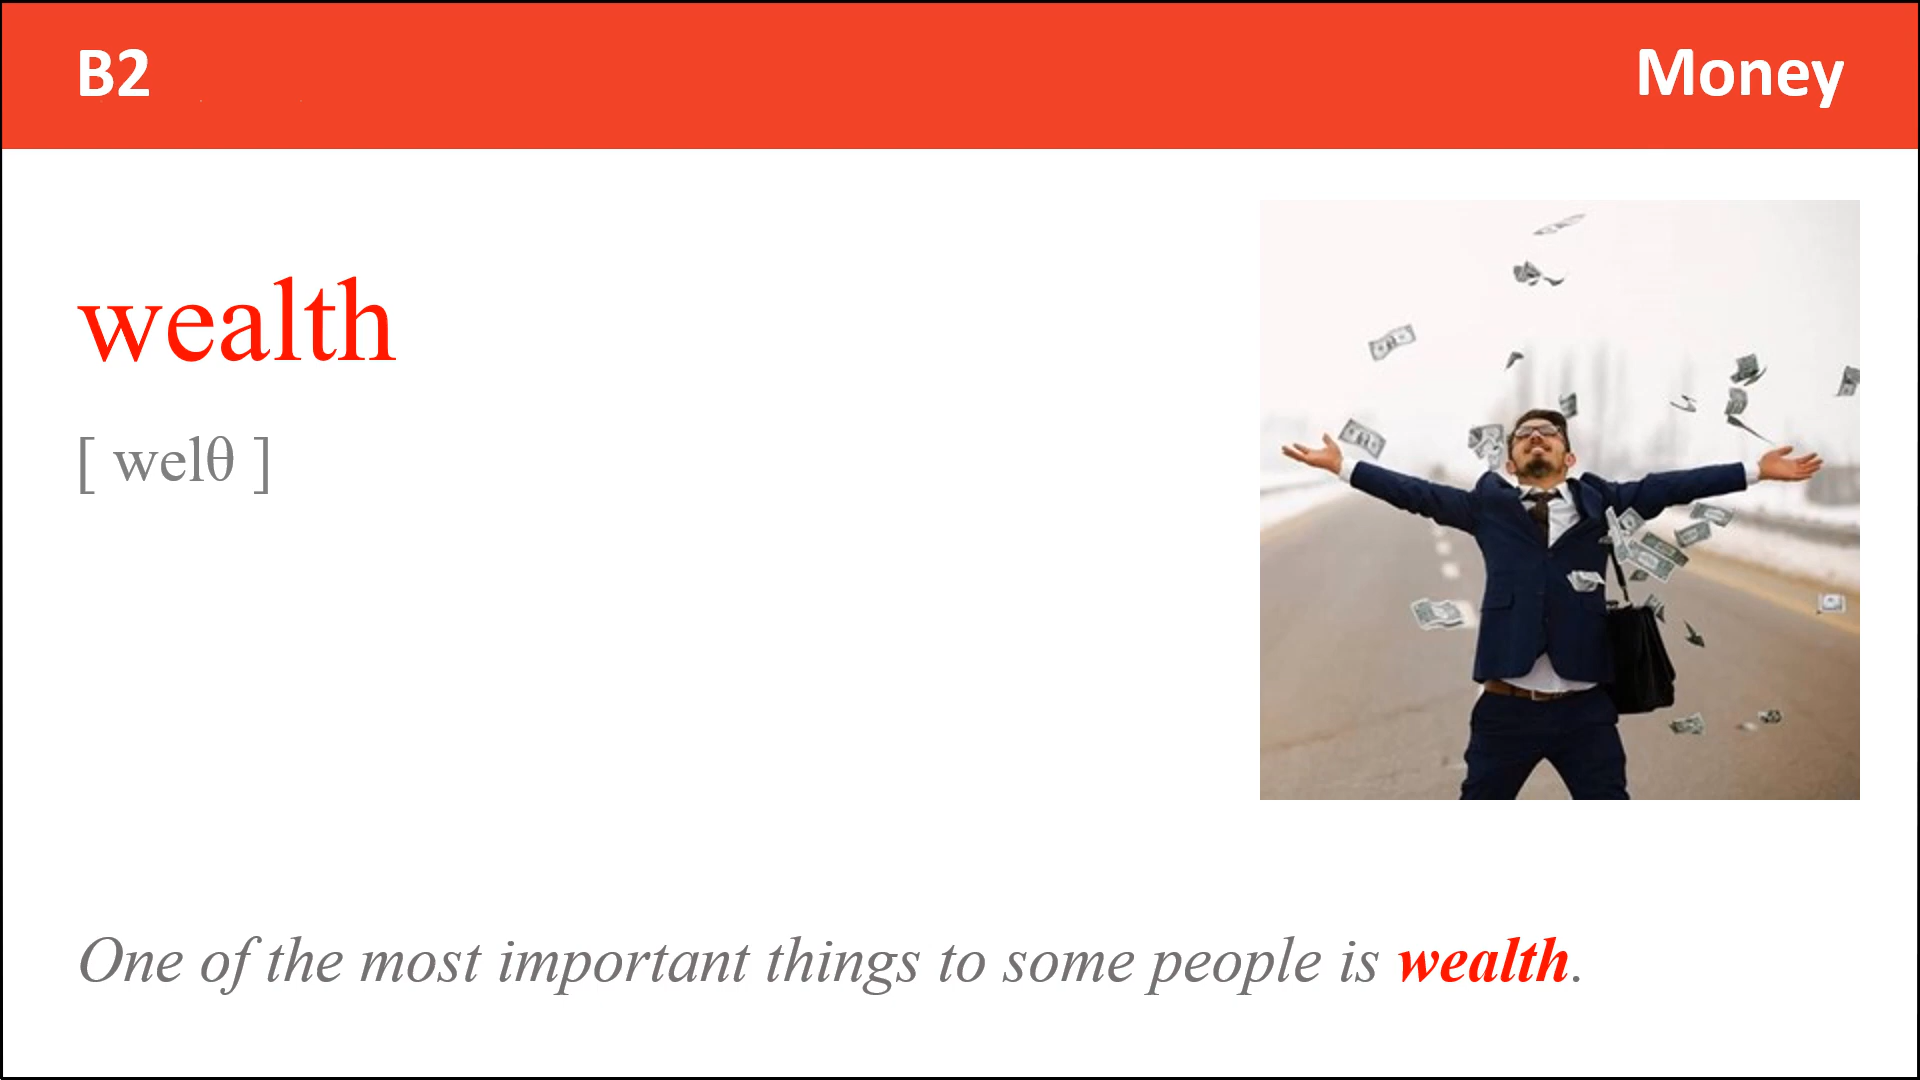 B2
Money
wealth
[ welθ ]
One of the most important things to some people is wealth.